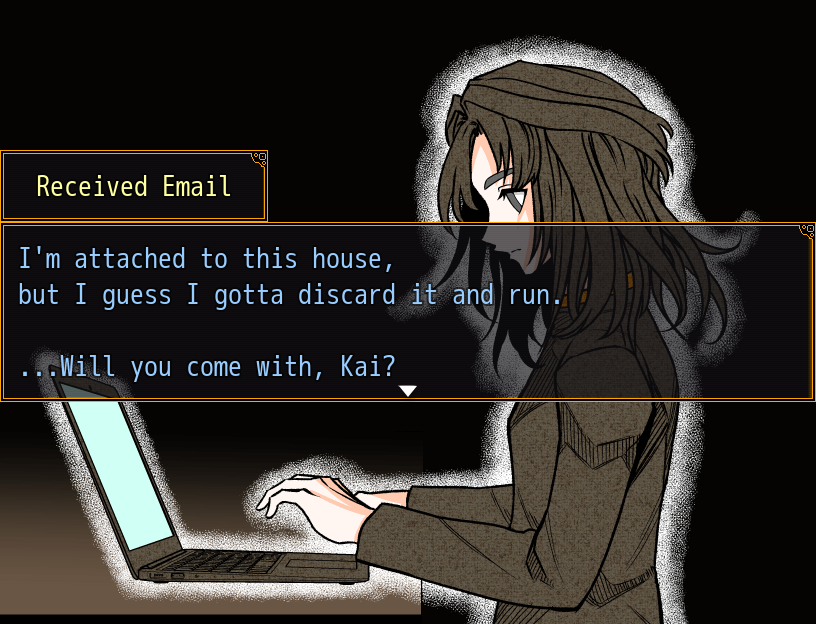 Received Email
I'm attached to this house,
but I guess I gotta discard it and run.
...Will you come with, Kai?